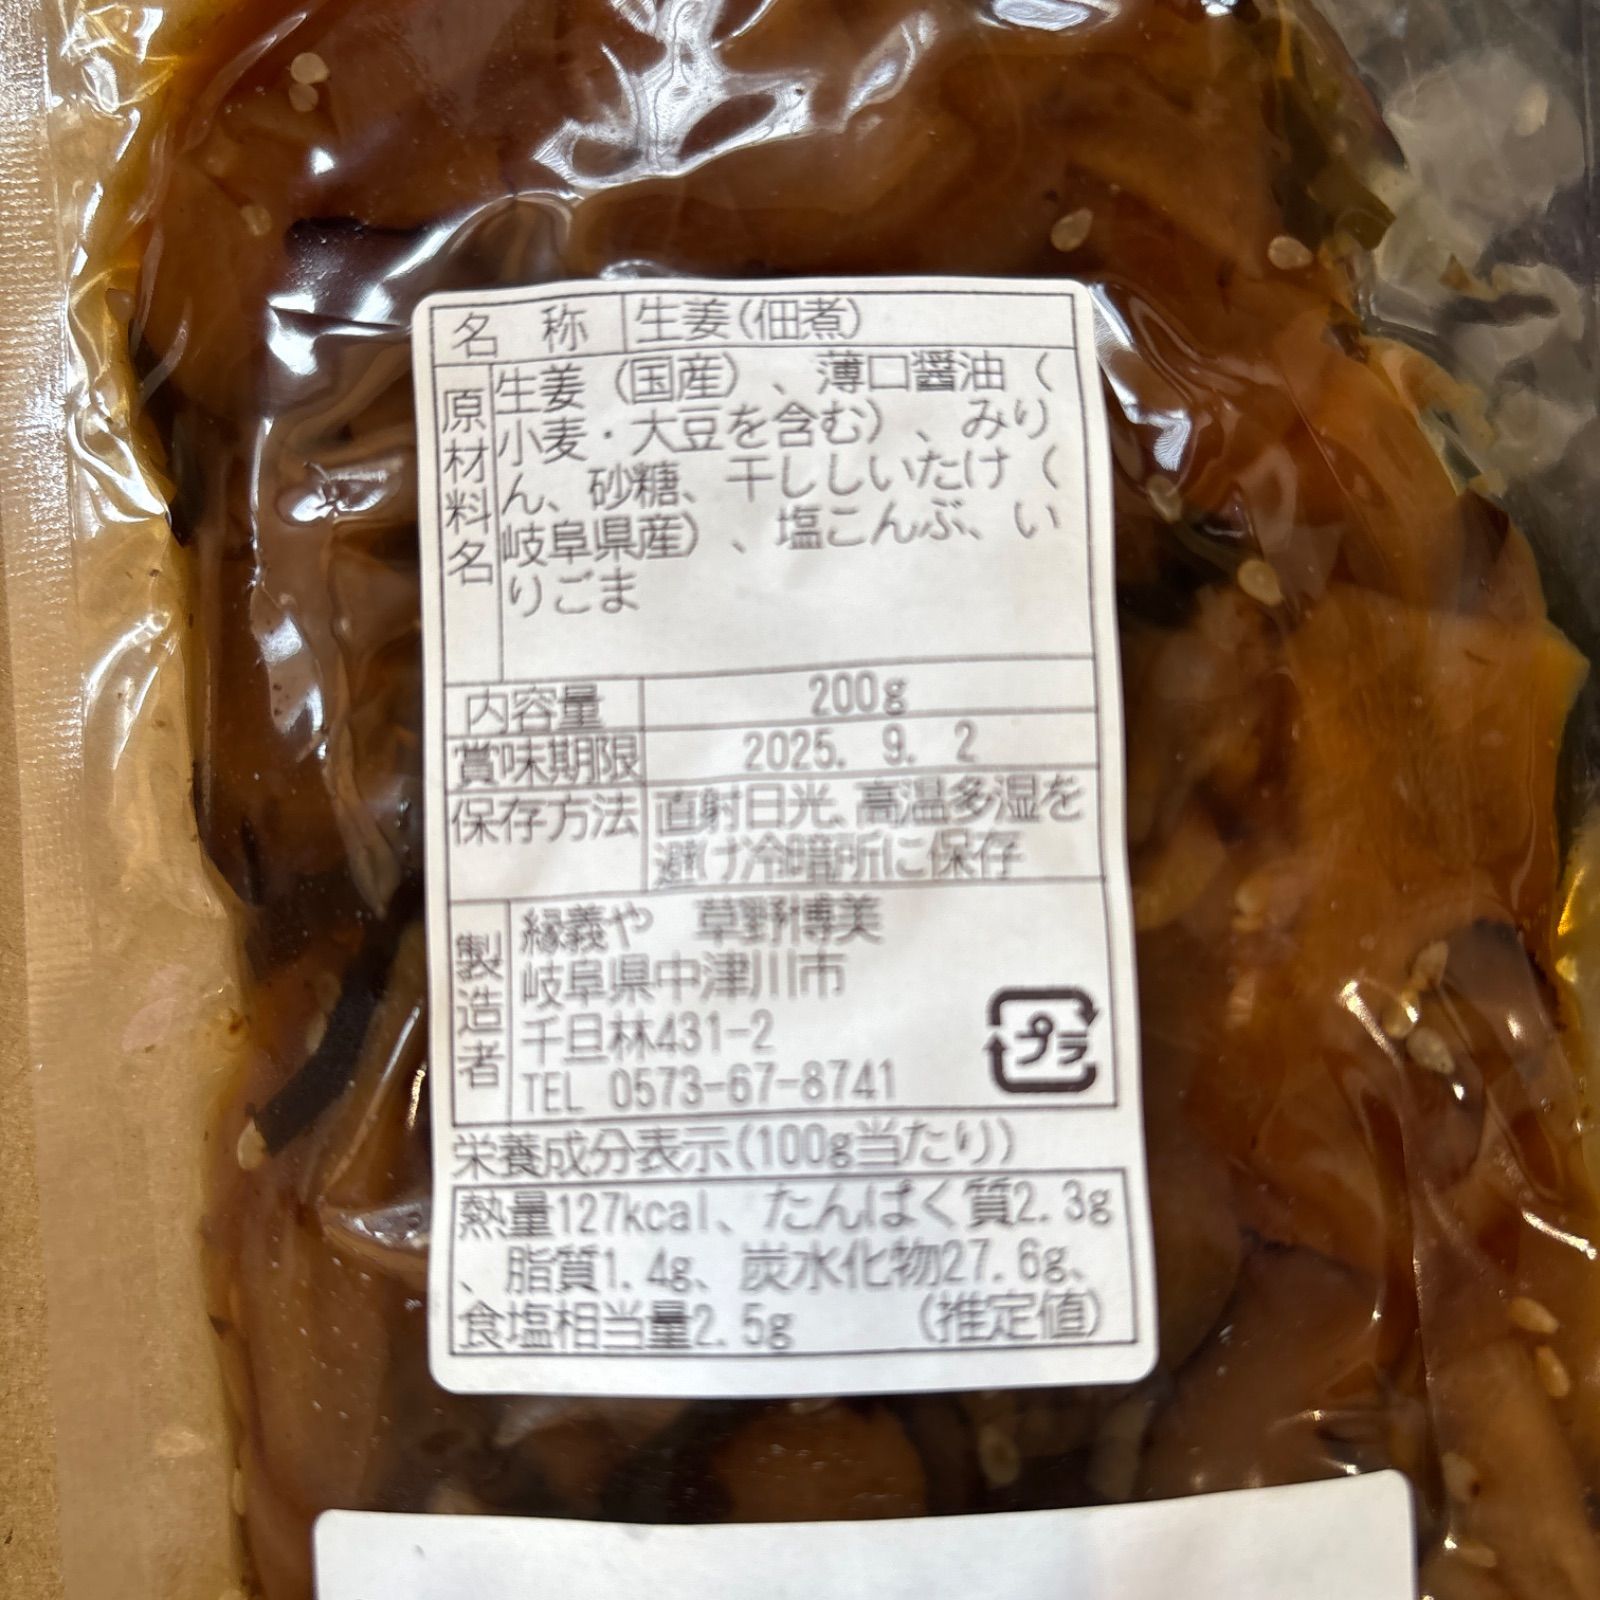 名 称 生姜(佃煮)
原材料名 生姜(国産)、薄口醤油(
小麦・大豆を含む)、みり
ん、砂糖、干ししいたけ(
岐阜県産)、塩こんぶ、い
りごま
内容量 200g
賞味期限 2025. 9. 2
保存方法 直射日光、高温多湿を
避け冷暗所に保存
製造者 縁義や 草野博美
岐阜県中津川市
千旦林431-2
TEL 0573-67-8741
プラ
栄養成分表示(100g当たり)
熱量127kcal、たんぱく質2.3g
、脂質1.4g、炭水化物27.6g、
食塩相当量2.5g (推定値)